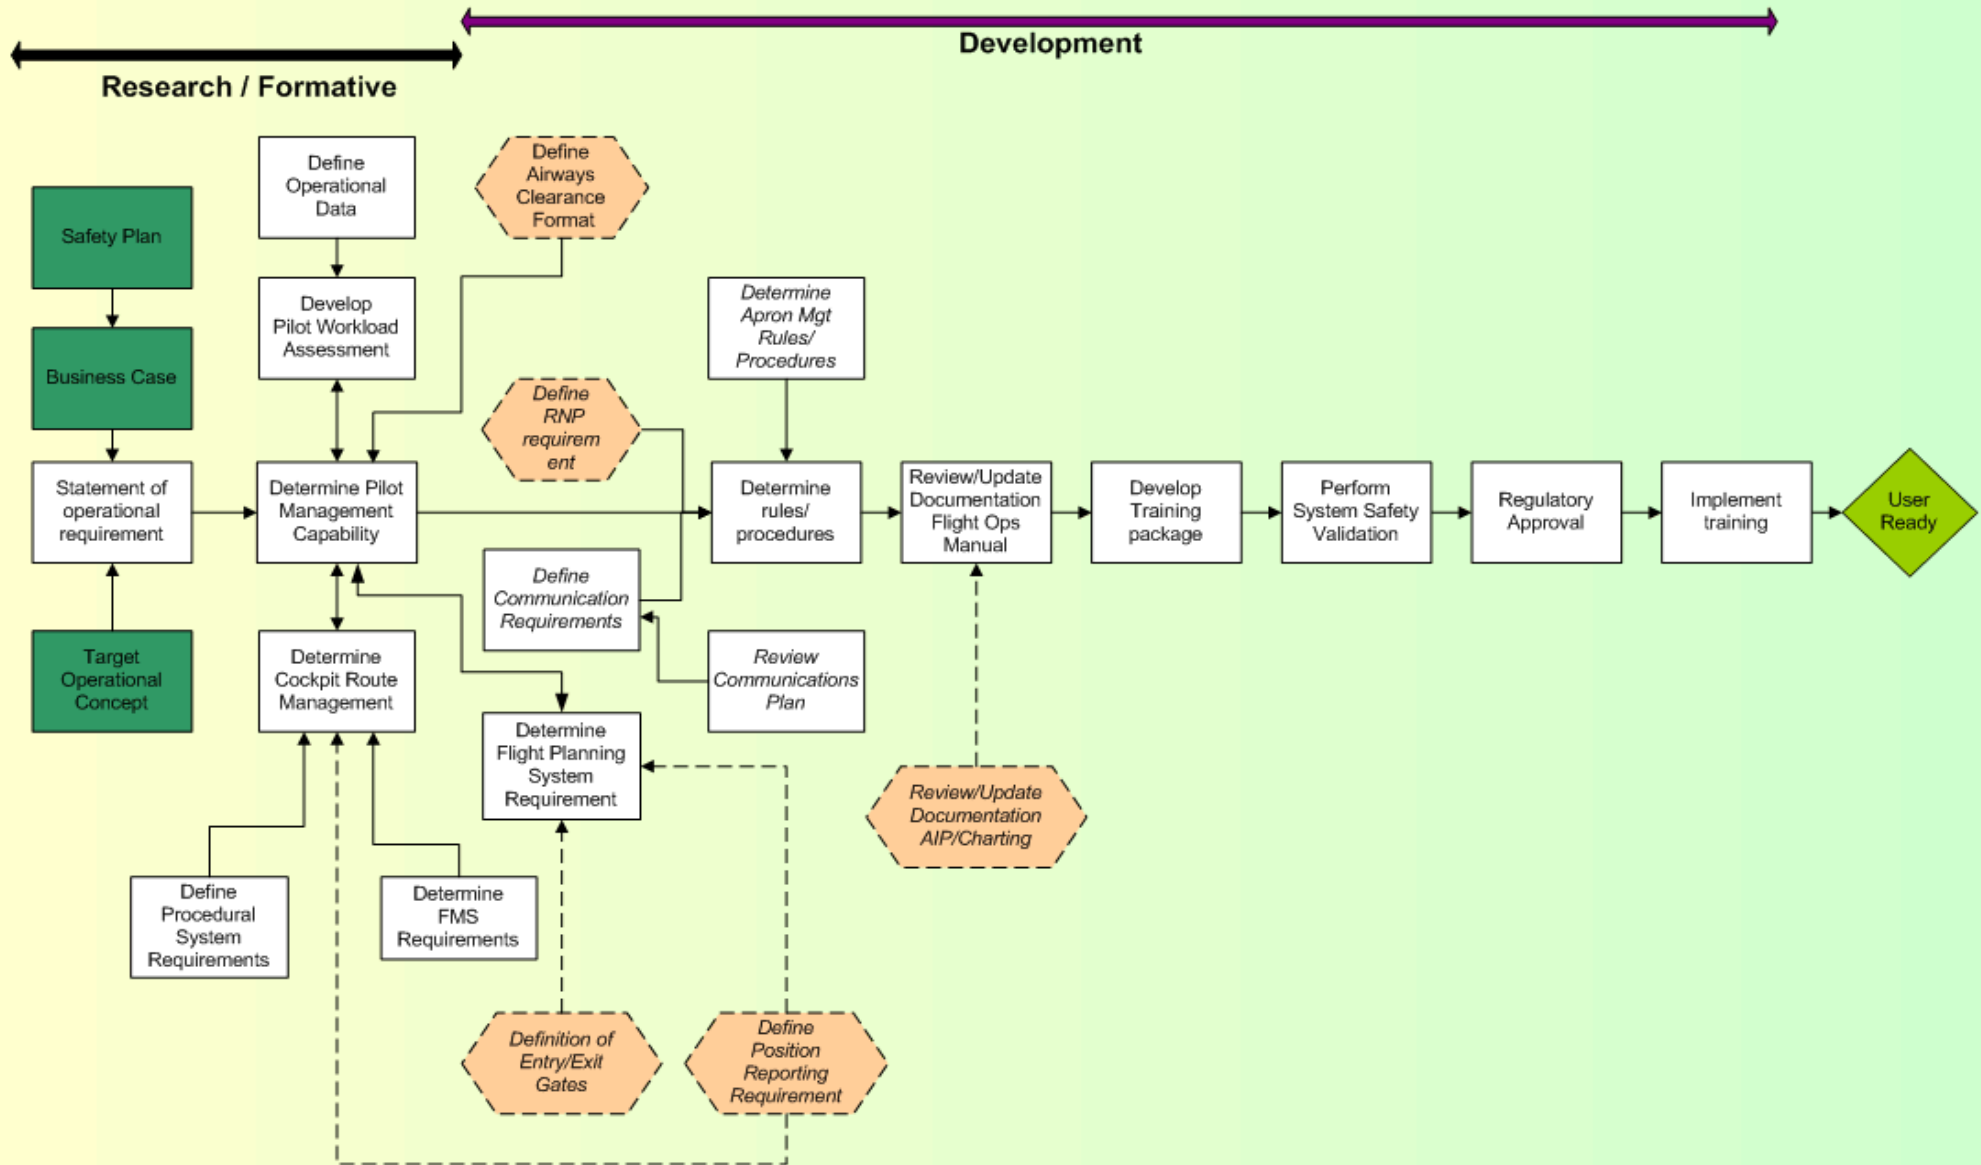 Development
Research / Formative
Define
Operational
Data
Define
Airways
Clearance
Format
Safety Plan
Develop
Pilot Workload
Assessment
Determine
Apron Mgt
Rules/
Procedures
Business Case
Define
RNP
requirem
ent
Statement of
operational
requirement
Determine Pilot
Management
Capability
Determine
rules/
procedures
Review/Update
Documentation
Flight Ops
Manual
Develop
Training
package
Perform
System Safety
Validation
Regulatory
Approval
Implement
training
User
Ready
Define
Communication
Requirements
Target
Operational
Concept
Determine
Cockpit Route
Management
Review
Communications
Plan
Determine
Flight Planning
System
Requirement
Review/Update
Documentation
AIP/Charting
Define
Procedural
System
Requirements
Determine
FMS
Requirements
Definition of
Entry/Exit
Gates
Define
Position
Reporting
Requirement